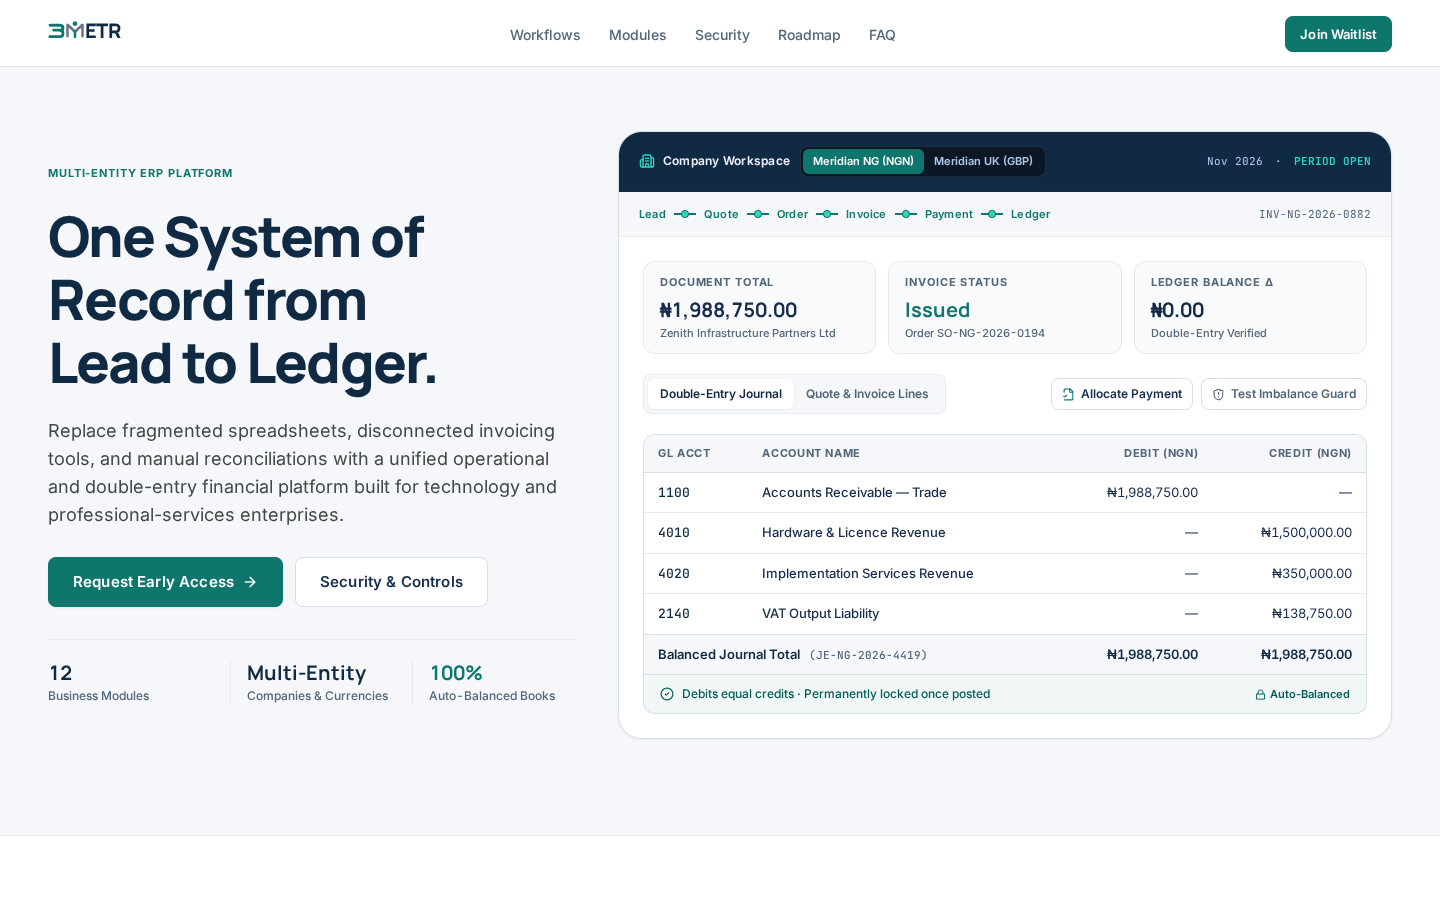 3METR
Workflows
Modules
Security
Roadmap
FAQ
Join Waitlist
MULTI-ENTITY ERP PLATFORM
One System of
Record from
Lead to Ledger.
Replace fragmented spreadsheets, disconnected invoicing
tools, and manual reconciliations with a unified operational
and double-entry financial platform built for technology and
professional-services enterprises.
Request Early Access →
Security & Controls
12
Business Modules
Multi-Entity
Companies & Currencies
100%
Auto-Balanced Books
Company Workspace
Meridian NG (NGN)
Meridian UK (GBP)
Nov 2026 · PERIOD OPEN
Lead Quote Order Invoice Payment Ledger
INV-NG-2026-0882
DOCUMENT TOTAL
₦1,988,750.00
Zenith Infrastructure Partners Ltd
INVOICE STATUS
Issued
Order SO-NG-2026-0194
LEDGER BALANCE Δ
₦0.00
Double-Entry Verified
Double-Entry Journal
Quote & Invoice Lines
Allocate Payment
Test Imbalance Guard
GL ACCT ACCOUNT NAME DEBIT (NGN) CREDIT (NGN)
1100 Accounts Receivable — Trade ₦1,988,750.00 —
4010 Hardware & Licence Revenue — ₦1,500,000.00
4020 Implementation Services Revenue — ₦350,000.00
2140 VAT Output Liability — ₦138,750.00
Balanced Journal Total (JE-NG-2026-4419) ₦1,988,750.00 ₦1,988,750.00
Debits equal credits · Permanently locked once posted
Auto-Balanced